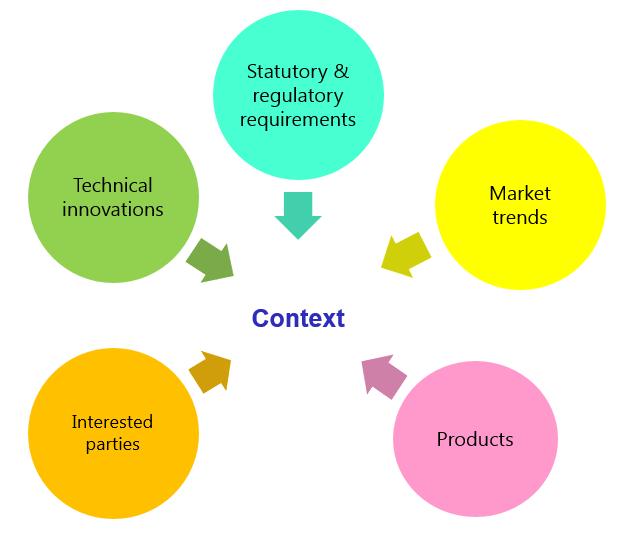 Statutory &
regulatory
requirements
Technical
innovations
Market
trends
Context
Interested
parties
Products